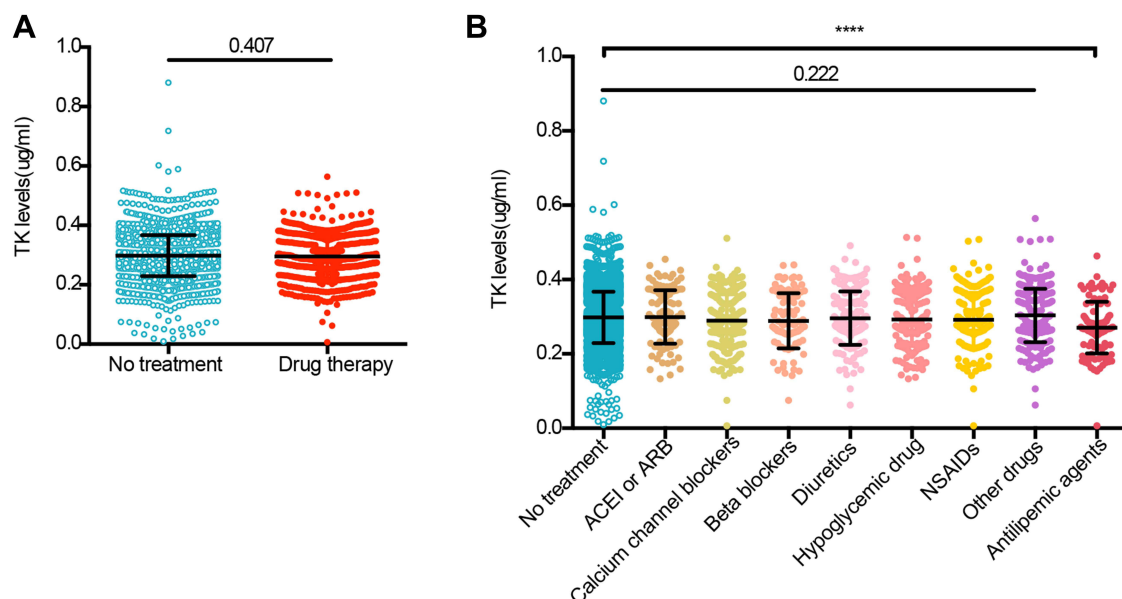 A
TK levels(ug/ml)
1.0
0.8
0.6
0.4
0.2
0.0
0.407
No treatment
Drug therapy
B
TK levels(ug/ml)
1.0
0.8
0.6
0.4
0.2
0.0
****
0.222
No treatment
ACEI or ARB
Calcium channel blockers
Beta blockers
Diuretics
Hypoglycemic drug
NSAIDs
Other drugs
Antilipemic agents